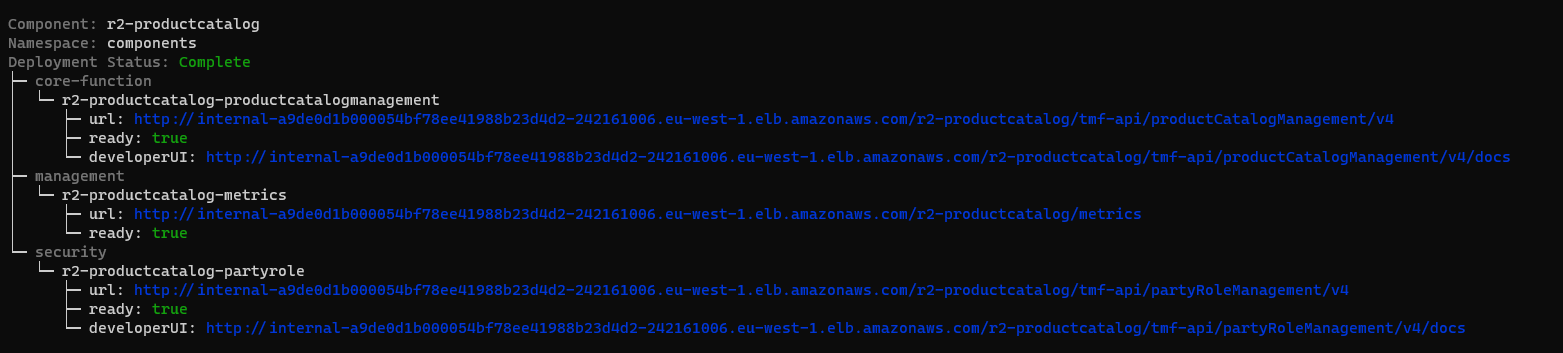 Component: r2-productcatalog
Namespace: components
Deployment Status: Complete
core-function
r2-productcatalog-productcatalogmanagement
url: http://internal-a9de0d1b000054bf78ee41988b23d4d2-242161006.eu-west-1.elb.amazonaws.com/r2-productcatalog/tmf-api/productCatalogManagement/v4
ready: true
developerUI: http://internal-a9de0d1b000054bf78ee41988b23d4d2-242161006.eu-west-1.elb.amazonaws.com/r2-productcatalog/tmf-api/productCatalogManagement/v4/docs
management
r2-productcatalog-metrics
url: http://internal-a9de0d1b000054bf78ee41988b23d4d2-242161006.eu-west-1.elb.amazonaws.com/r2-productcatalog/metrics
ready: true
security
r2-productcatalog-partyrole
url: http://internal-a9de0d1b000054bf78ee41988b23d4d2-242161006.eu-west-1.elb.amazonaws.com/r2-productcatalog/tmf-api/partyRoleManagement/v4
ready: true
developerUI: http://internal-a9de0d1b000054bf78ee41988b23d4d2-242161006.eu-west-1.elb.amazonaws.com/r2-productcatalog/tmf-api/partyRoleManagement/v4/docs